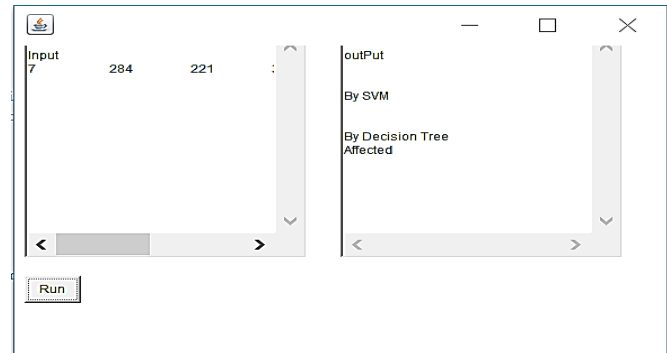 Input
7 284 221
outPut
By SVM
By Decision Tree
Affected
Run